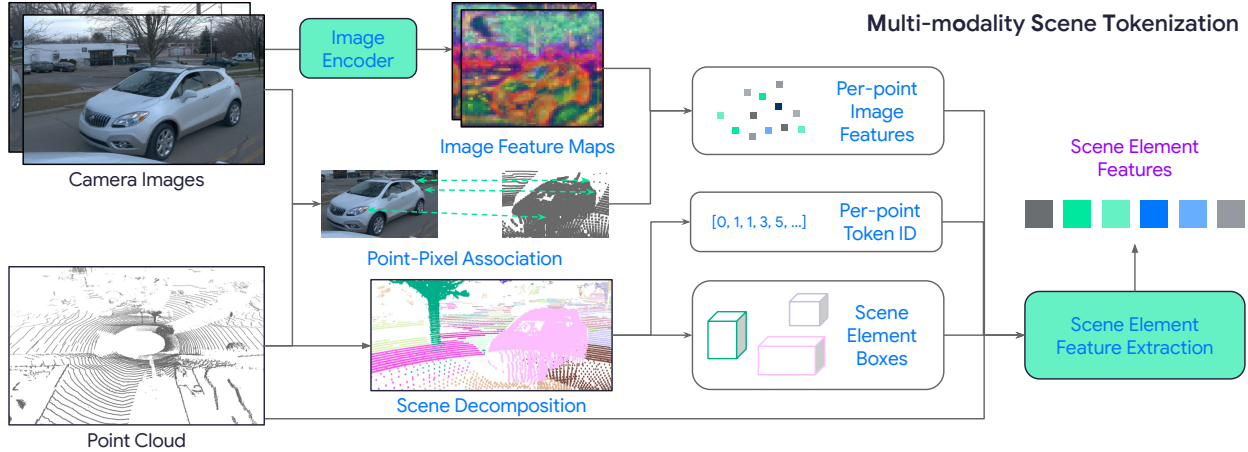 Multi-modality Scene Tokenization
Image
Encoder
Camera Images
Image Feature Maps
Per-point
Image
Features
Point-Pixel Association
[0, 1, 1, 3, 5, ...]
Per-point
Token ID
Scene Element
Features
Scene
Element
Boxes
Scene Element
Feature Extraction
Scene Decomposition
Point Cloud